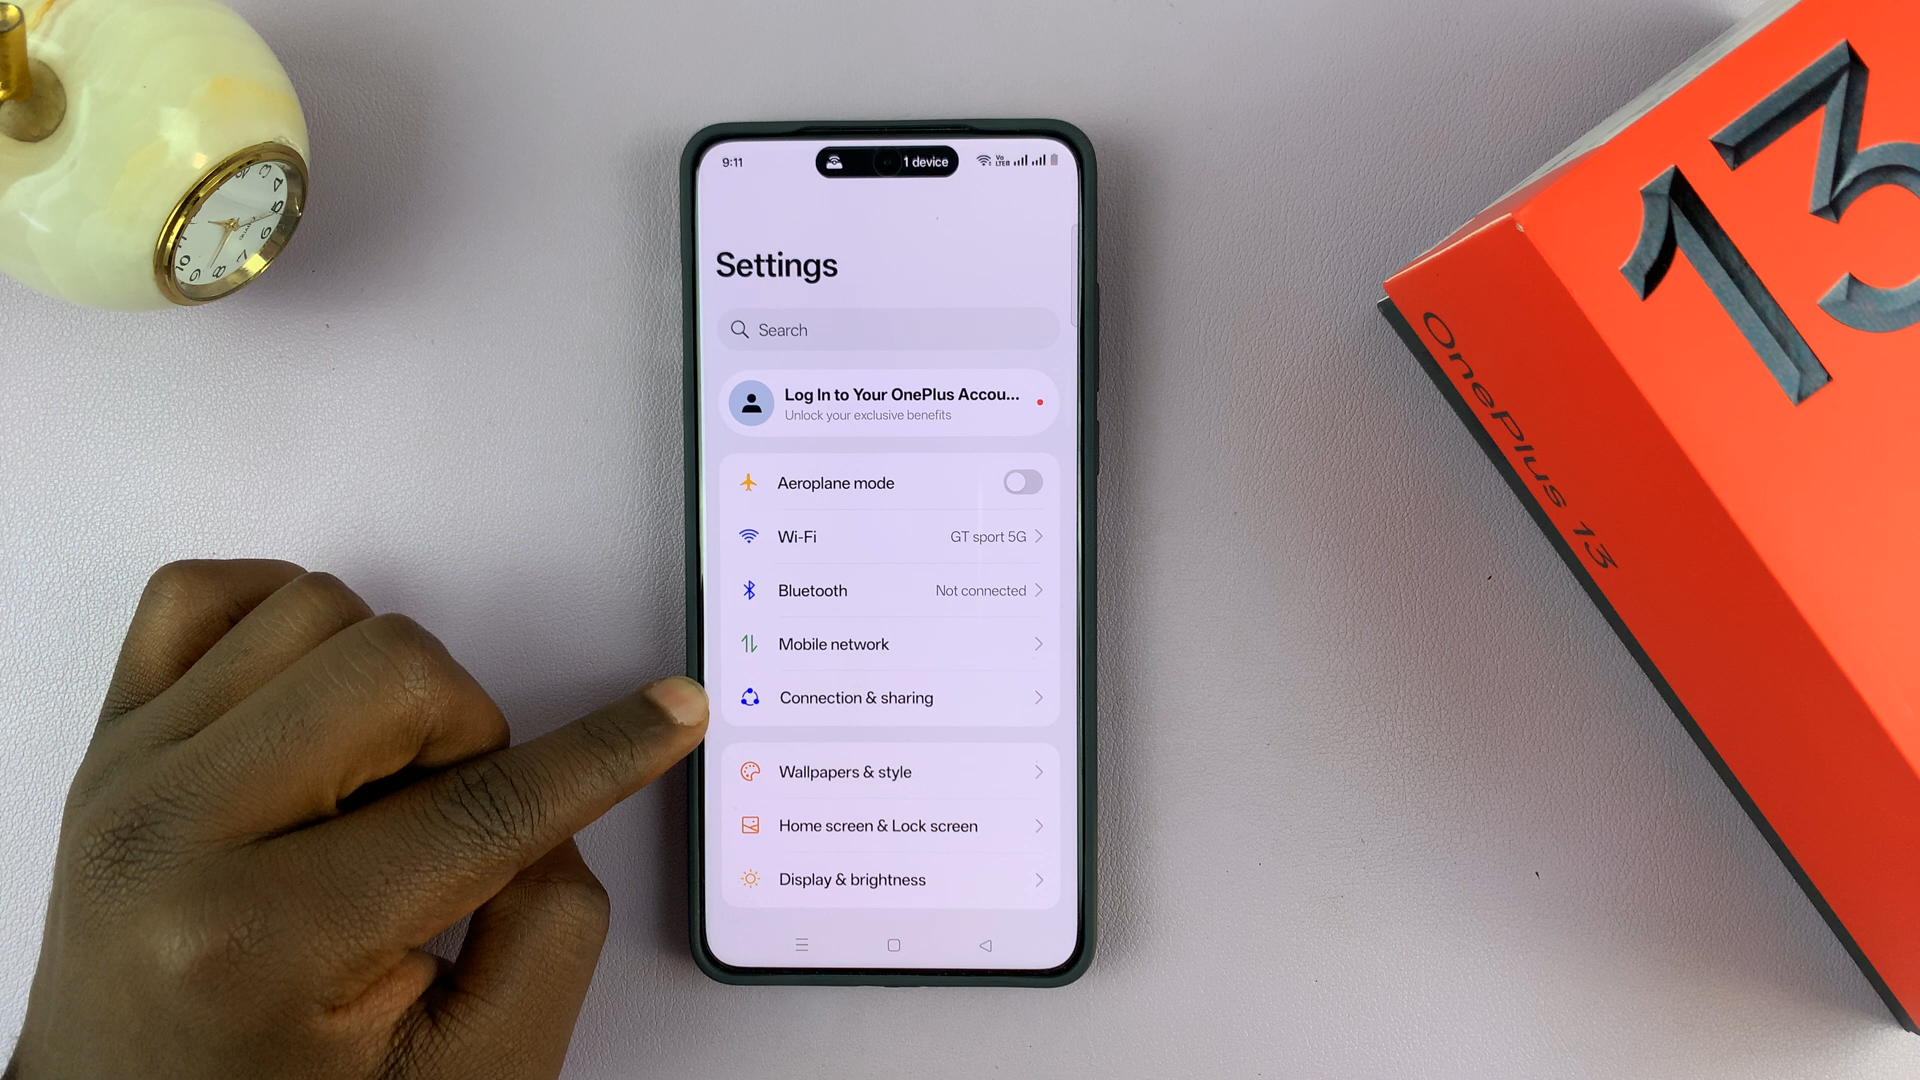 9:11
1 device
Vo
LTE
Settings
Search
Log In to Your OnePlus Accou...
Unlock your exclusive benefits
Aeroplane mode
Wi-Fi
GT sport 5G
Bluetooth
Not connected
Mobile network
Connection & sharing
Wallpapers & style
Home screen & Lock screen
Display & brightness
13
OnePlus 13